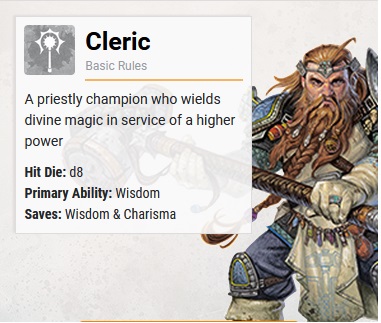 Cleric
Basic Rules
A priestly champion who wields
divine magic in service of a higher
power
Hit Die: d8
Primary Ability: Wisdom
Saves: Wisdom & Charisma